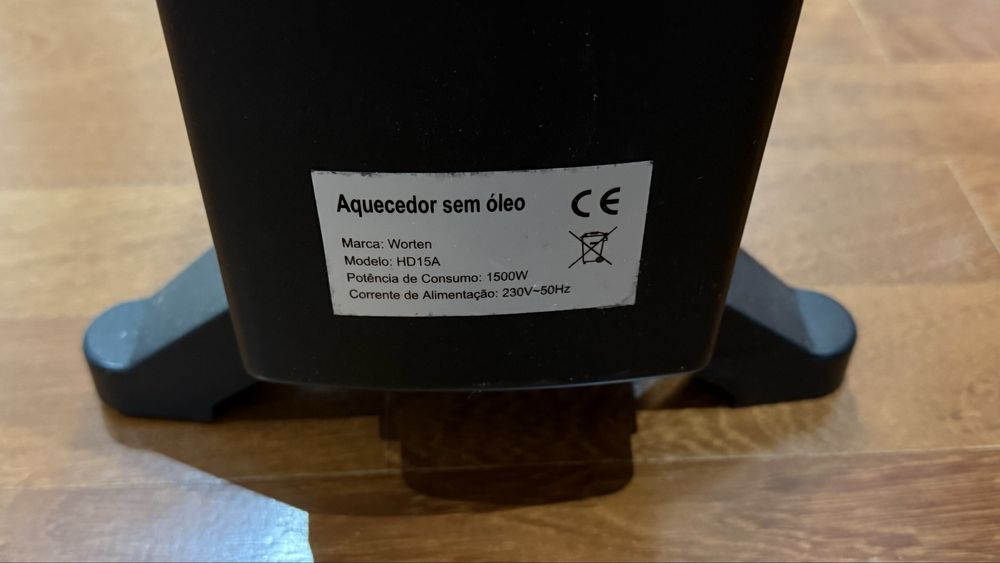 Aquecedor sem óleo
CE
Marca: Worten
Modelo: HD15A
Potência de Consumo: 1500W
Corrente de Alimentação: 230V~50Hz